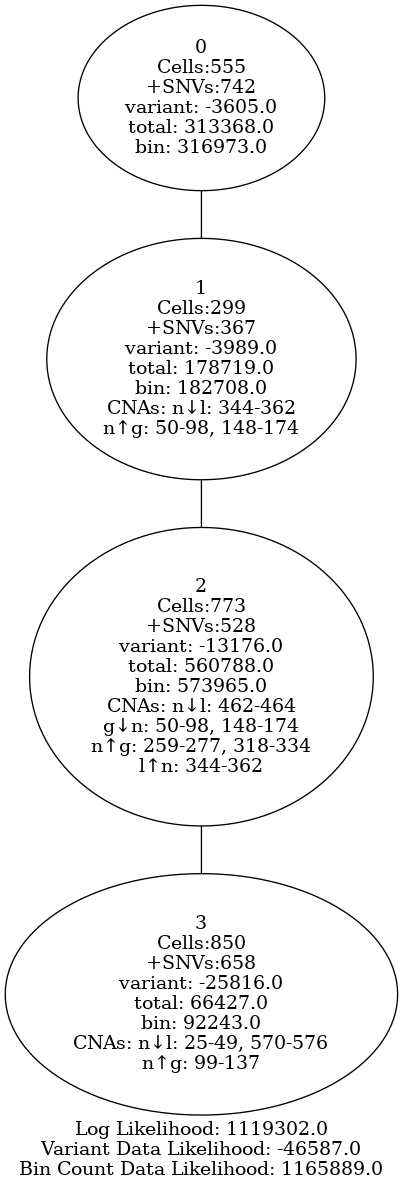 0
Cells:555
+SNVs:742
variant: -3605.0
total: 313368.0
bin: 316973.0
1
Cells:299
+SNVs:367
variant: -3989.0
total: 178719.0
bin: 182708.0
CNAs: n↓l: 344-362
n↑g: 50-98, 148-174
2
Cells:773
+SNVs:528
variant: -13176.0
total: 560788.0
bin: 573965.0
CNAs: n↓l: 462-464
g↓n: 50-98, 148-174
n↑g: 259-277, 318-334
l↑n: 344-362
3
Cells:850
+SNVs:658
variant: -25816.0
total: 66427.0
bin: 92243.0
CNAs: n↓l: 25-49, 570-576
n↑g: 99-137
Log Likelihood: 1119302.0
Variant Data Likelihood: -46587.0
Bin Count Data Likelihood: 1165889.0